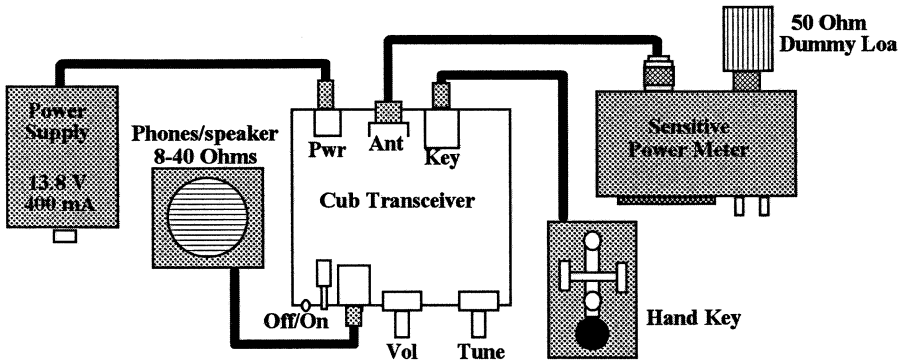 50 Ohm
Dummy Loa
Power
Supply
13.8 V
400 mA
Phones/speaker
8-40 Ohms
Pwr
Ant
Key
Cub Transceiver
Sensitive
Power Meter
Off/On
Vol
Tune
Hand Key